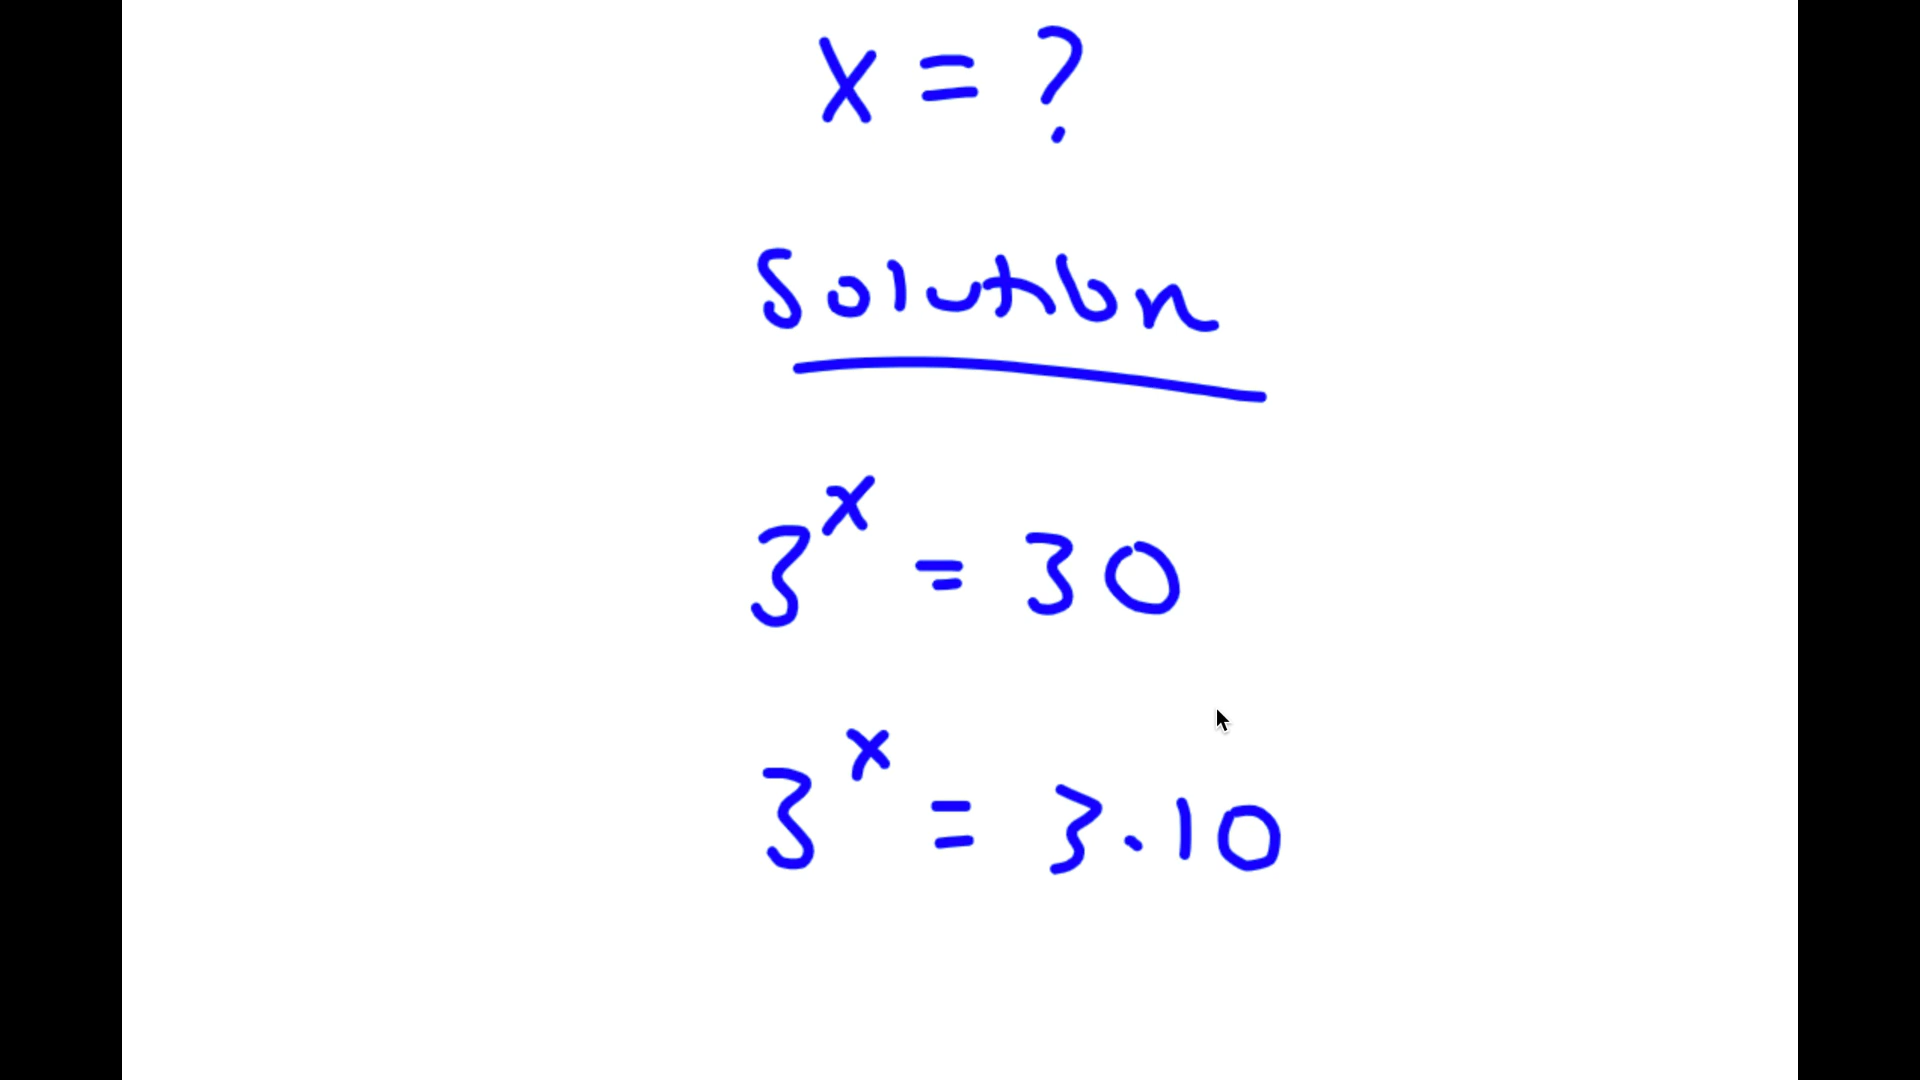 x = ?
Solution
3^x = 30
3^x = 3·10